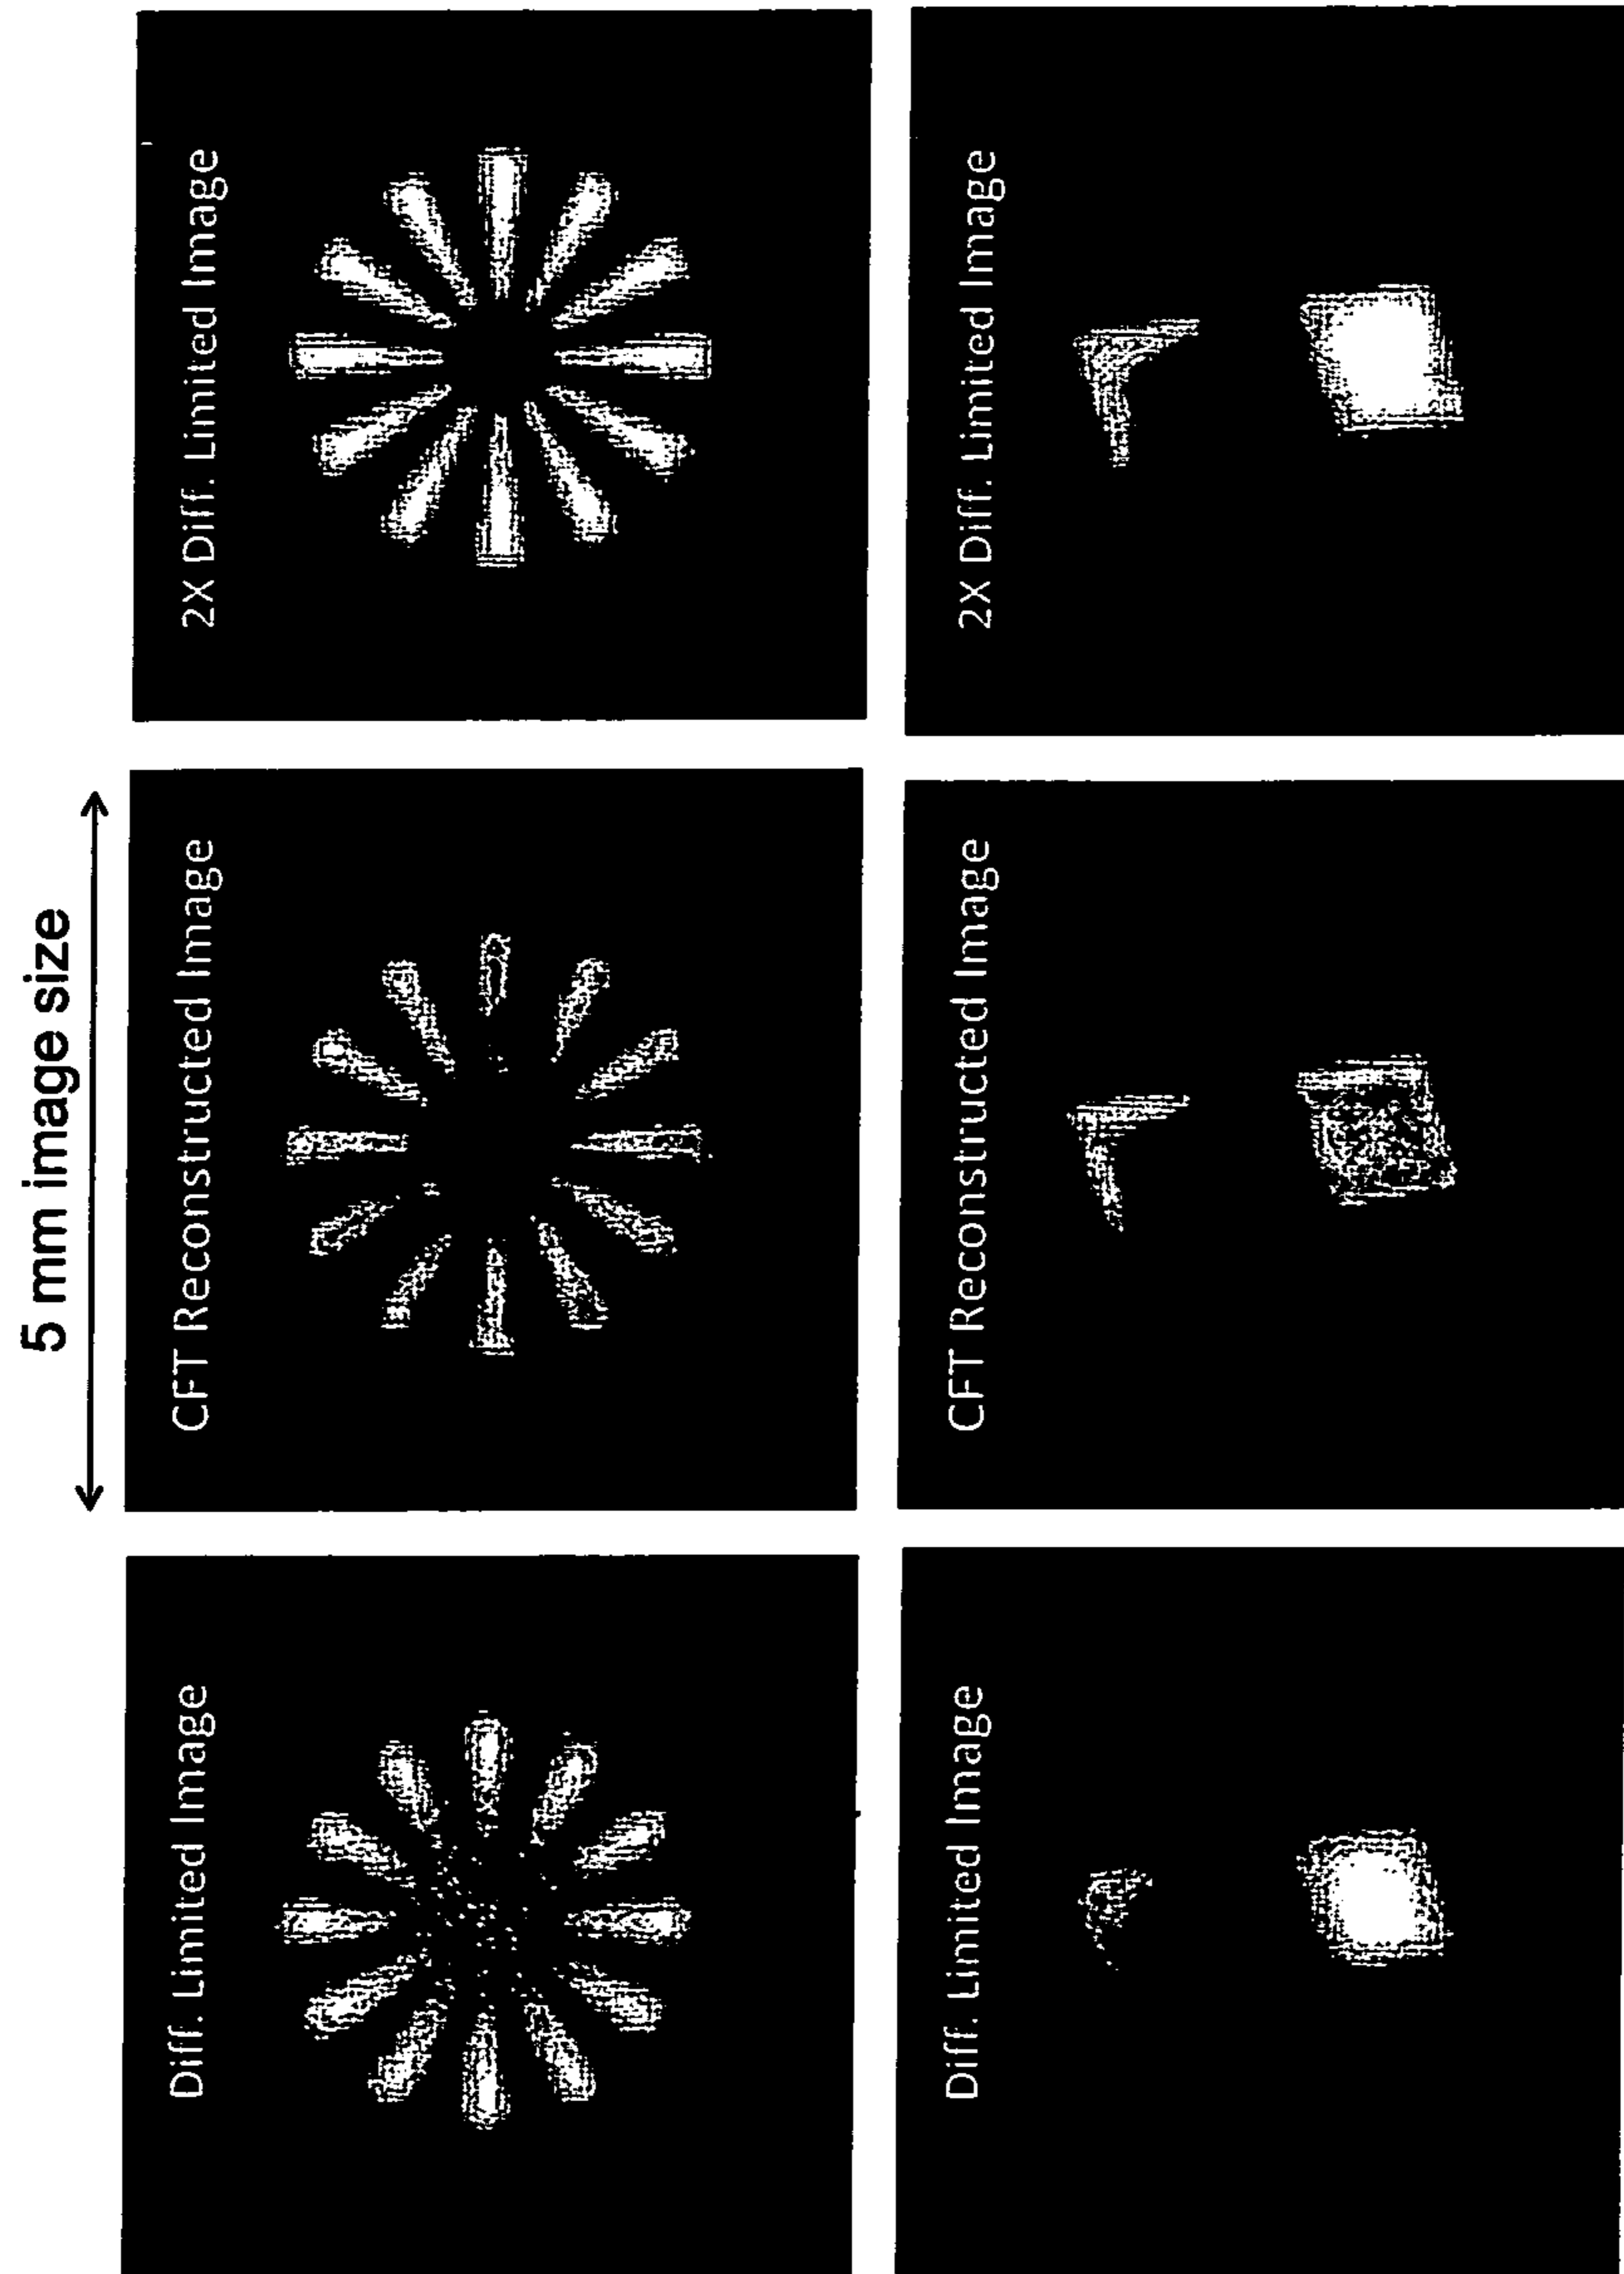 5 mm image size
Diff. Limited Image
CFT Reconstructed Image
2X Diff. Limited Image
Diff. Limited Image
CFT Reconstructed Image
2X Diff. Limited Image